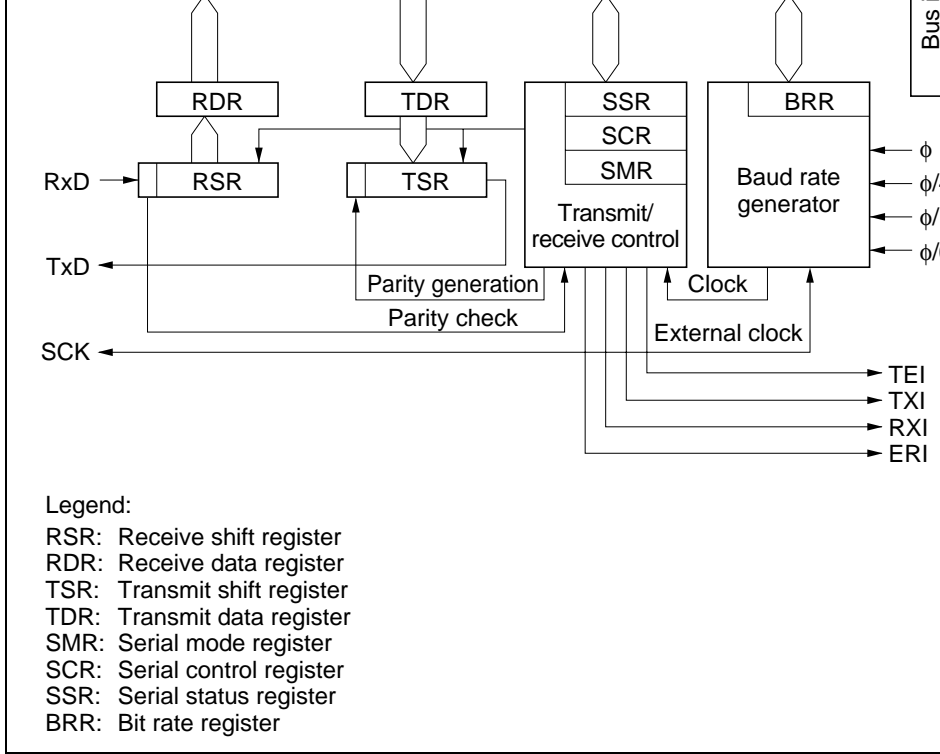 Bus i
RDR
TDR
SSR
BRR
SCR
SMR
RxD
RSR
TSR
Transmit/
receive control
Baud rate
generator
ϕ
ϕ/
ϕ/
ϕ/
TxD
Parity generation
Clock
Parity check
External clock
SCK
TEI
TXI
RXI
ERI
Legend:
RSR: Receive shift register
RDR: Receive data register
TSR: Transmit shift register
TDR: Transmit data register
SMR: Serial mode register
SCR: Serial control register
SSR: Serial status register
BRR: Bit rate register